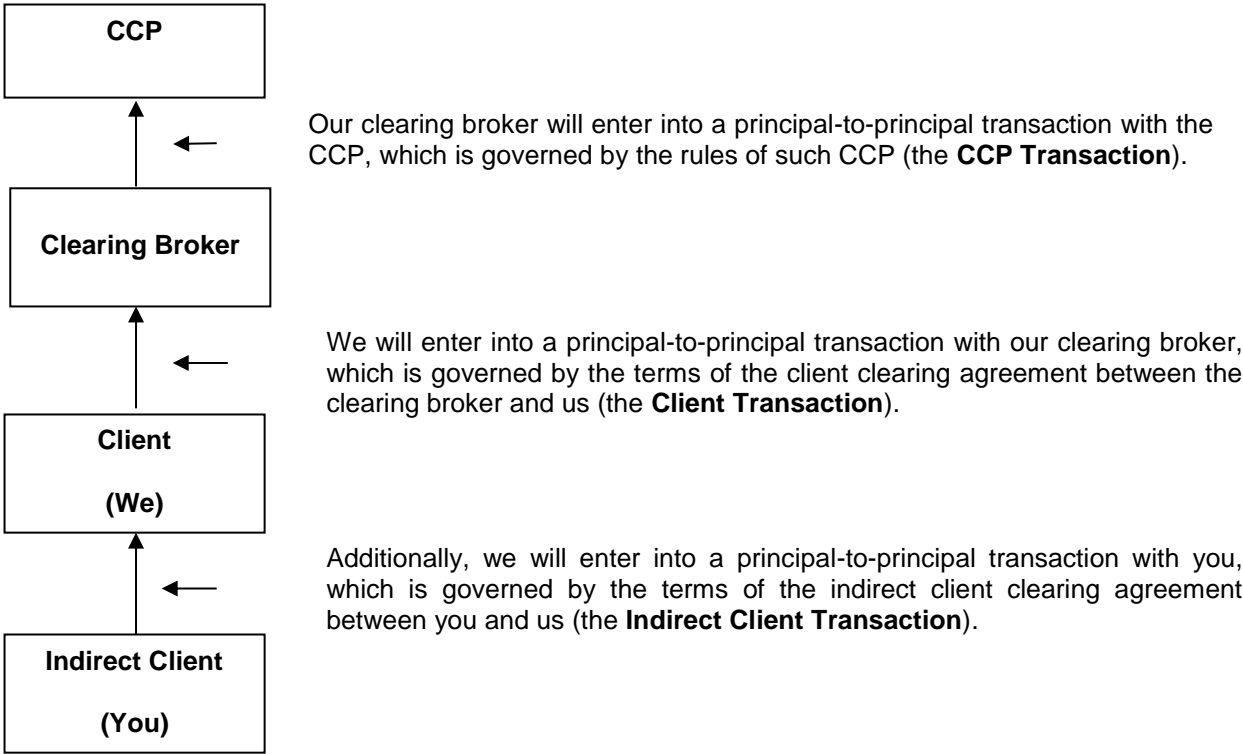 CCP
Our clearing broker will enter into a principal-to-principal transaction with the
CCP, which is governed by the rules of such CCP (the CCP Transaction).
Clearing Broker
We will enter into a principal-to-principal transaction with our clearing broker,
which is governed by the terms of the client clearing agreement between the
clearing broker and us (the Client Transaction).
Client
(We)
Additionally, we will enter into a principal-to-principal transaction with you,
which is governed by the terms of the indirect client clearing agreement
between you and us (the Indirect Client Transaction).
Indirect Client
(You)